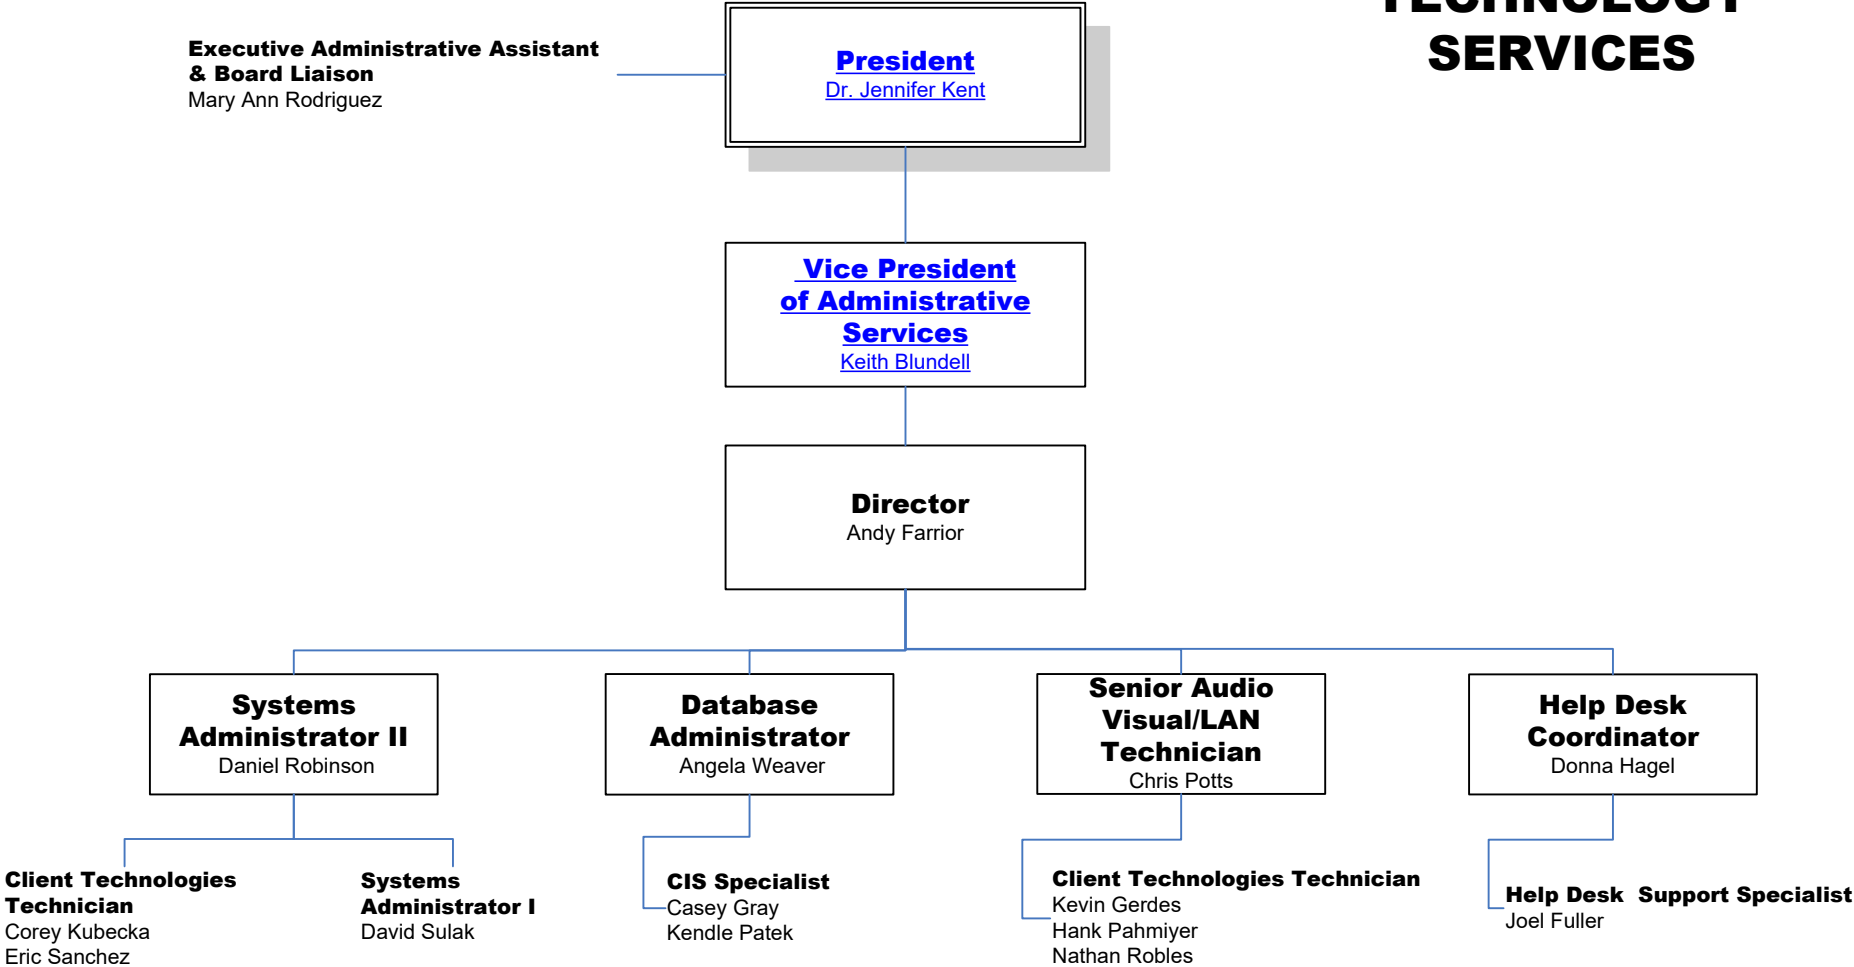 TECHNOLOGY
SERVICES
Executive Administrative Assistant
& Board Liaison
Mary Ann Rodriguez
President
Dr. Jennifer Kent
Vice President
of Administrative
Services
Keith Blundell
Director
Andy Farrior
Systems
Administrator II
Daniel Robinson
Database
Administrator
Angela Weaver
Senior Audio
Visual/LAN
Technician
Chris Potts
Help Desk
Coordinator
Donna Hagel
Client Technologies
Technician
Corey Kubecka
Eric Sanchez
Systems
Administrator I
David Sulak
CIS Specialist
Casey Gray
Kendle Patek
Client Technologies Technician
Kevin Gerdes
Hank Pahmiyer
Nathan Robles
Help Desk  Support Specialist
Joel Fuller